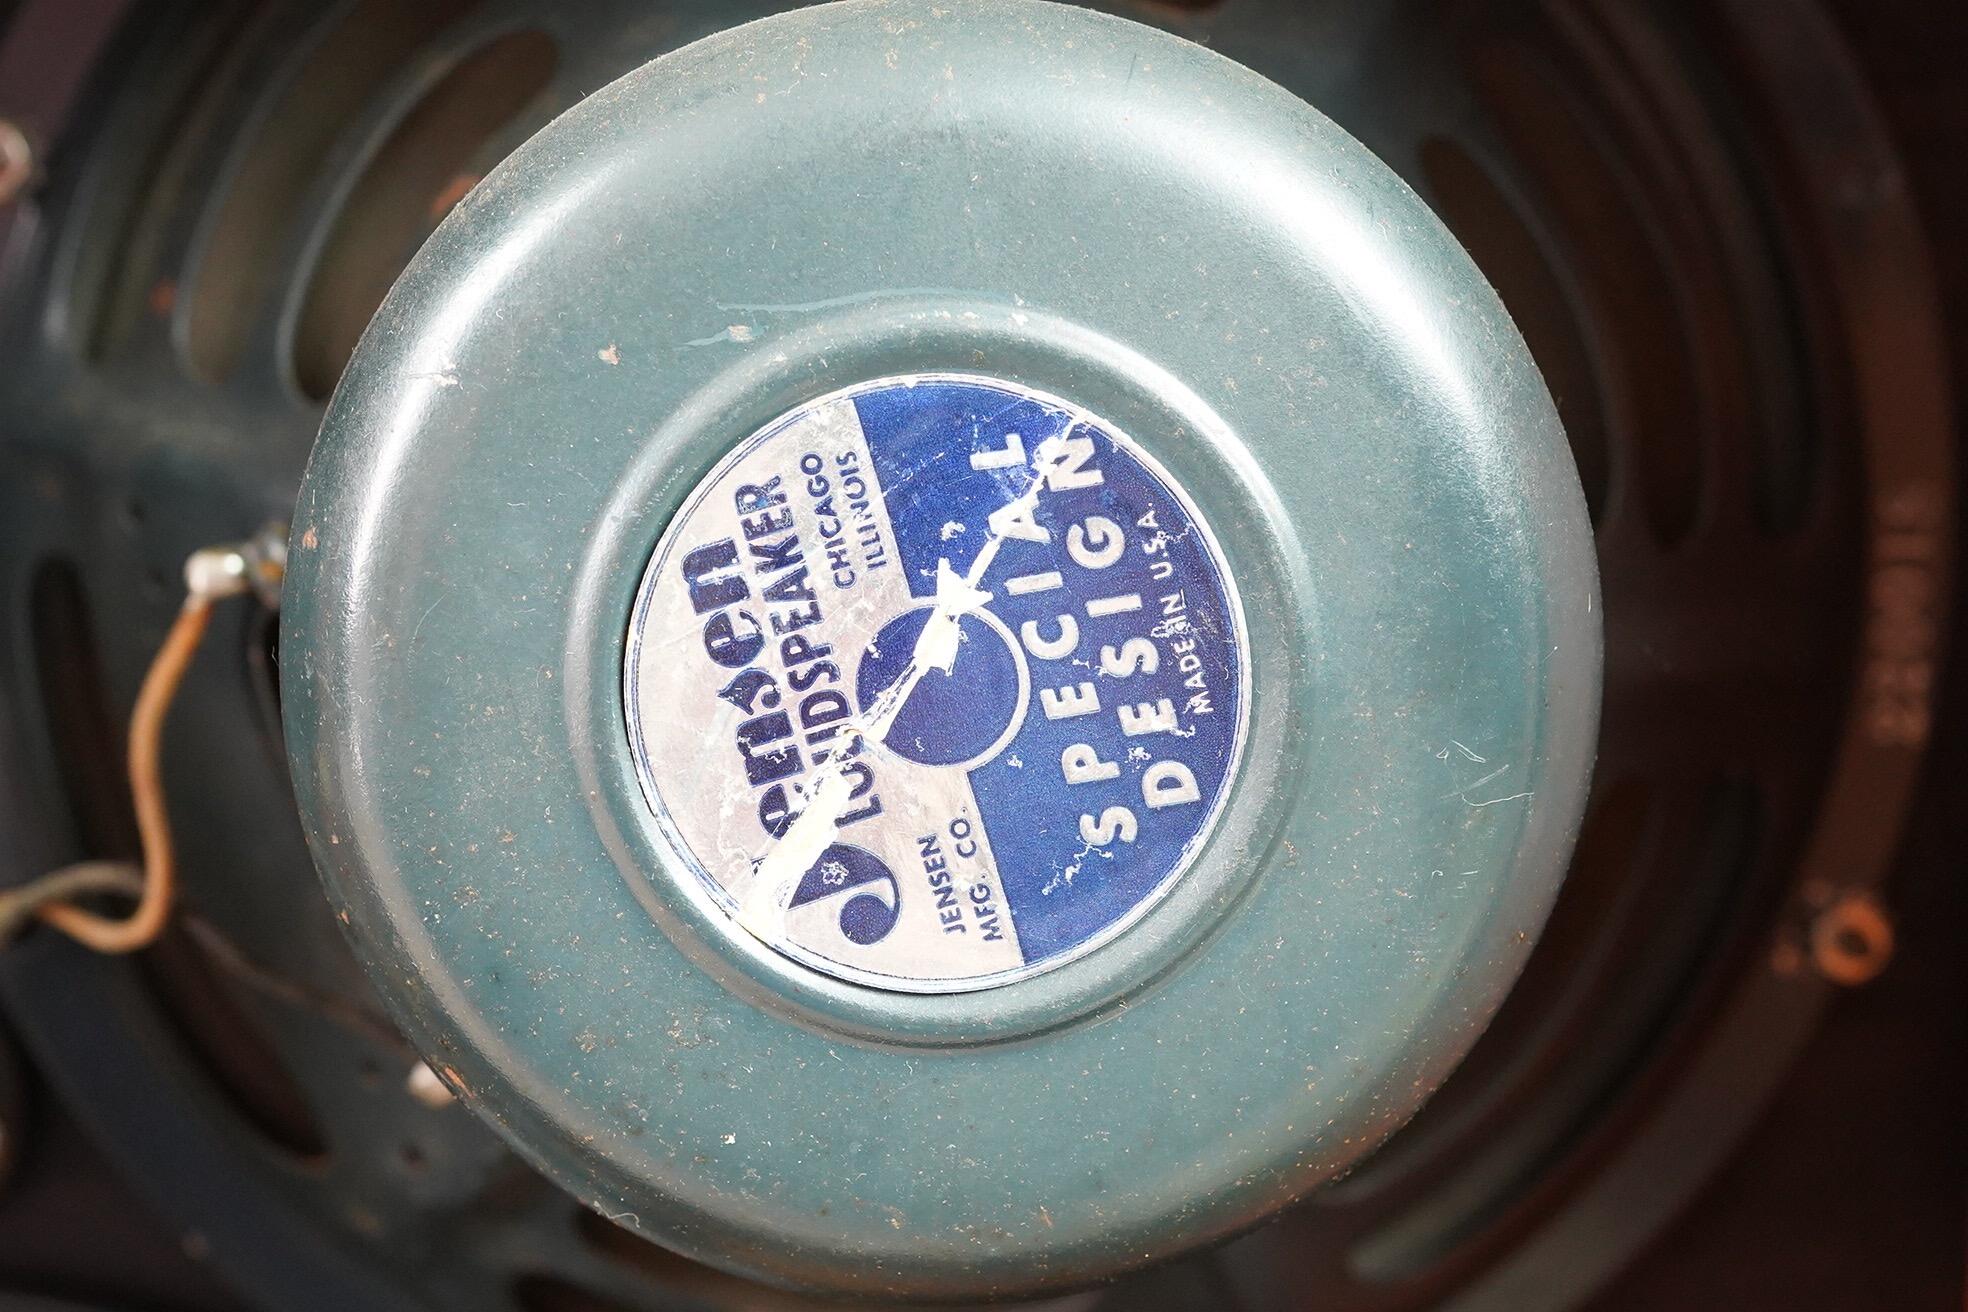 Jensen
LOUDSPEAKER
JENSEN
MFG. CO.
CHICAGO
ILLINOIS
SPECIAL
DESIGN
MADE IN U.S.A.